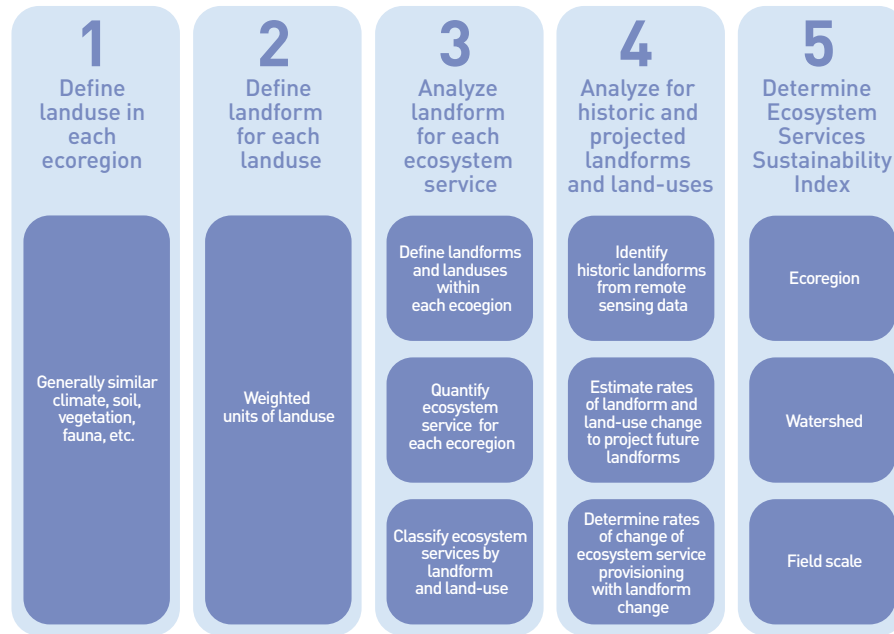 1
Define
landuse in
each
ecoregion
Generally similar
climate, soil,
vegetation,
fauna, etc.
2
Define
landform
for each
landuse
Weighted
units of landuse
3
Analyze
landform
for each
ecosystem
service
Define landforms
and landuses
within
each ecoegion
Quantify
ecosystem
service for
each ecoregion
Classify ecosystem
services by
landform
and land-use
4
Analyze for
historic and
projected
landforms
and land-uses
Identify
historic landforms
from remote
sensing data
Estimate rates
of landform and
land-use change
to project future
landforms
Determine rates
of change of
ecosystem service
provisioning
with landform
change
5
Determine
Ecosystem
Services
Sustainability
Index
Ecoregion
Watershed
Field scale